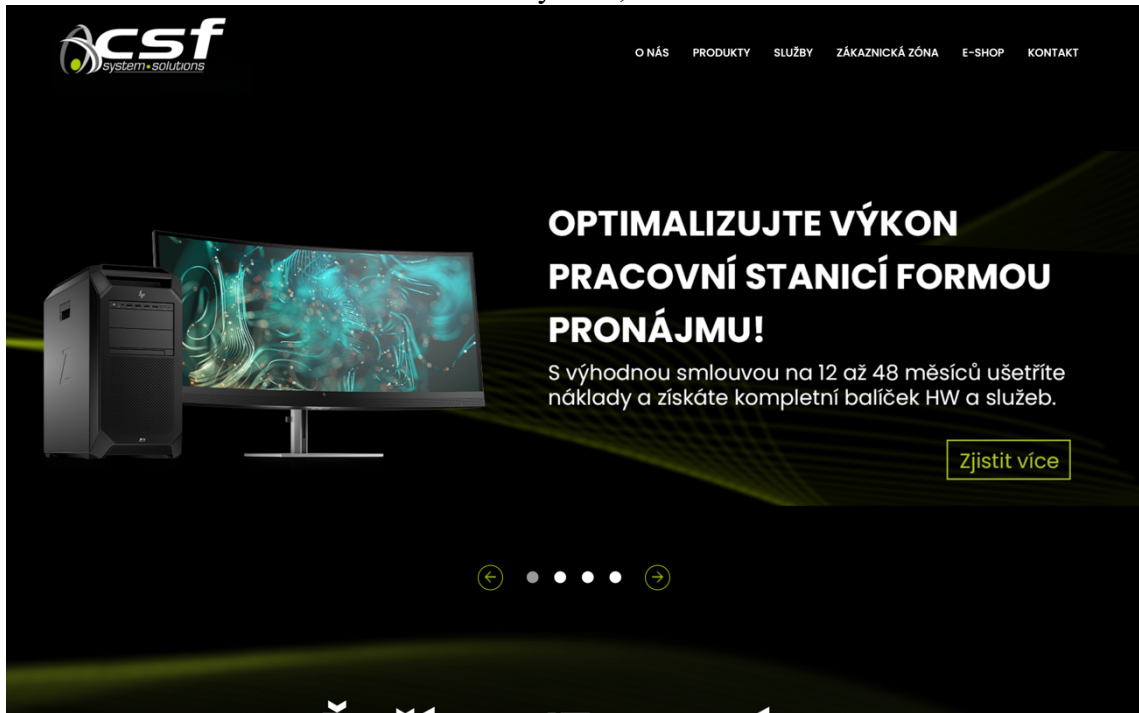 csf
system•solutions
O NÁS PRODUKTY SLUŽBY ZÁKAZNICKÁ ZÓNA E-SHOP KONTAKT
OPTIMALIZUJTE VÝKON
PRACOVNÍ STANICÍ FORMOU
PRONÁJMU!
S výhodnou smlouvou na 12 až 48 měsíců ušetříte
náklady a získáte kompletní balíček HW a služeb.
Zjistit více